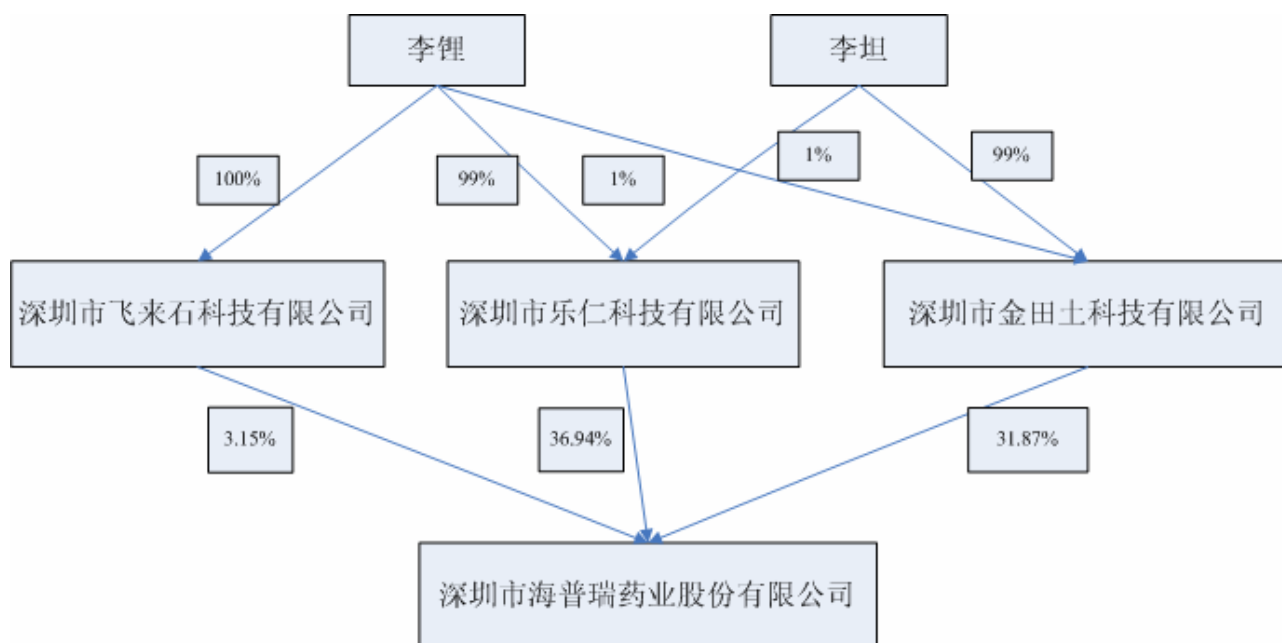 李锂
李坦
100%
99%
1%
1%
99%
深圳市飞来石科技有限公司
深圳市乐仁科技有限公司
深圳市金田土科技有限公司
3.15%
36.94%
31.87%
深圳市海普瑞药业股份有限公司